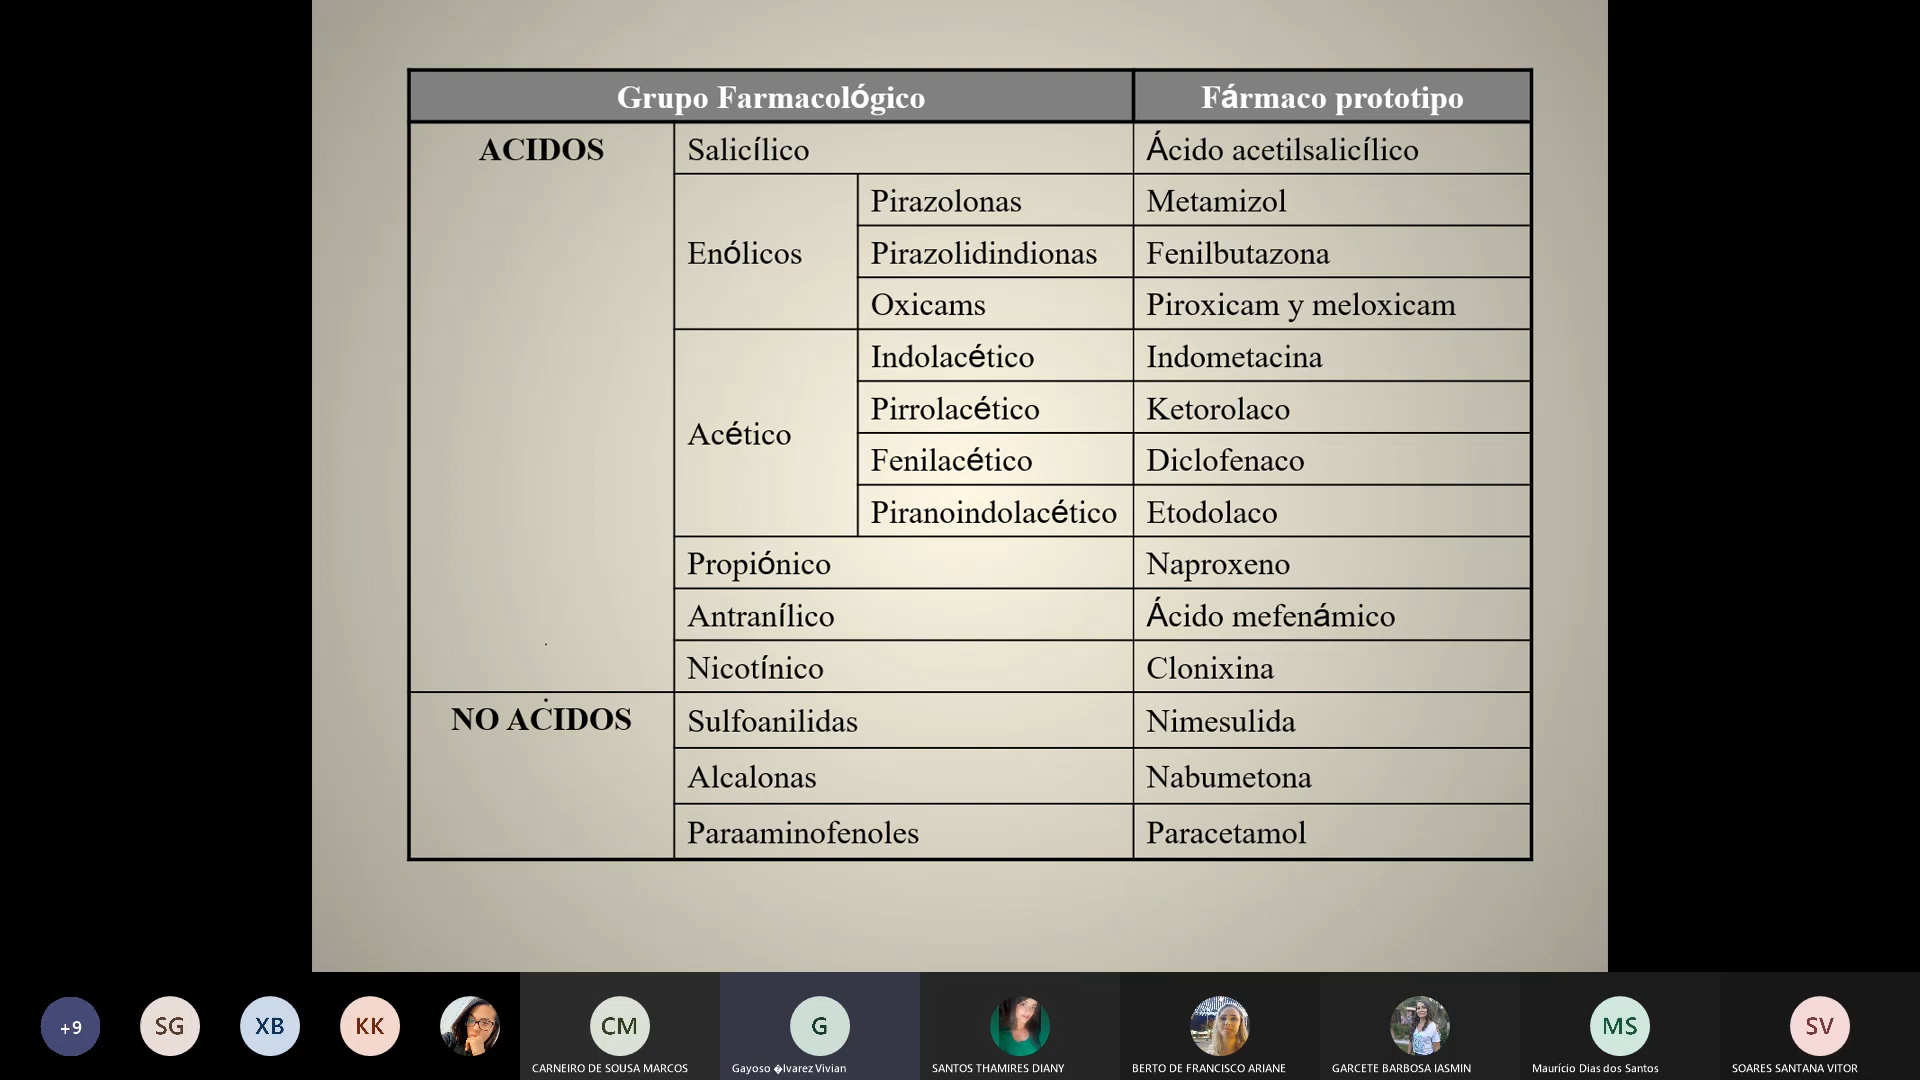 Grupo Farmacológico Fármaco prototipo
ACIDOS Salicílico Ácido acetilsalicílico
Enólicos Pirazolonas Metamizol
Pirazolidindionas Fenilbutazona
Oxicams Piroxicam y meloxicam
Acético Indolacético Indometacina
Pirrolacético Ketorolaco
Fenilacético Diclofenaco
Piranoindolacético Etodolaco
Propiónico Naproxeno
Antranílico Ácido mefenámico
Nicotínico Clonixina
NO ACIDOS Sulfoanilidas Nimesulida
Alcalonas Nabumetona
Paraaminofenoles Paracetamol
+9 SG XB KK CM G MS SV
CARNEIRO DE SOUSA MARCOS Gayoso �lvarez Vivian SANTOS THAMIRES DIANY BERTO DE FRANCISCO ARIANE GARCETE BARBOSA IASMIN Maurício Dias dos Santos SOARES SANTANA VITOR